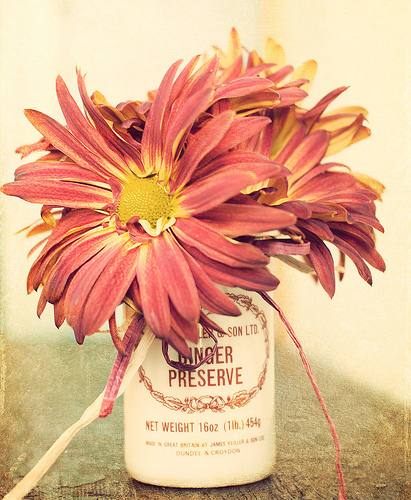 & SON LTD.
GINGER
PRESERVE
NET WEIGHT 16oz (1lb.) 454g
MADE IN GREAT BRITAIN BY JAMES KEILLER & SON LTD.
DUNDEE & CROYDON